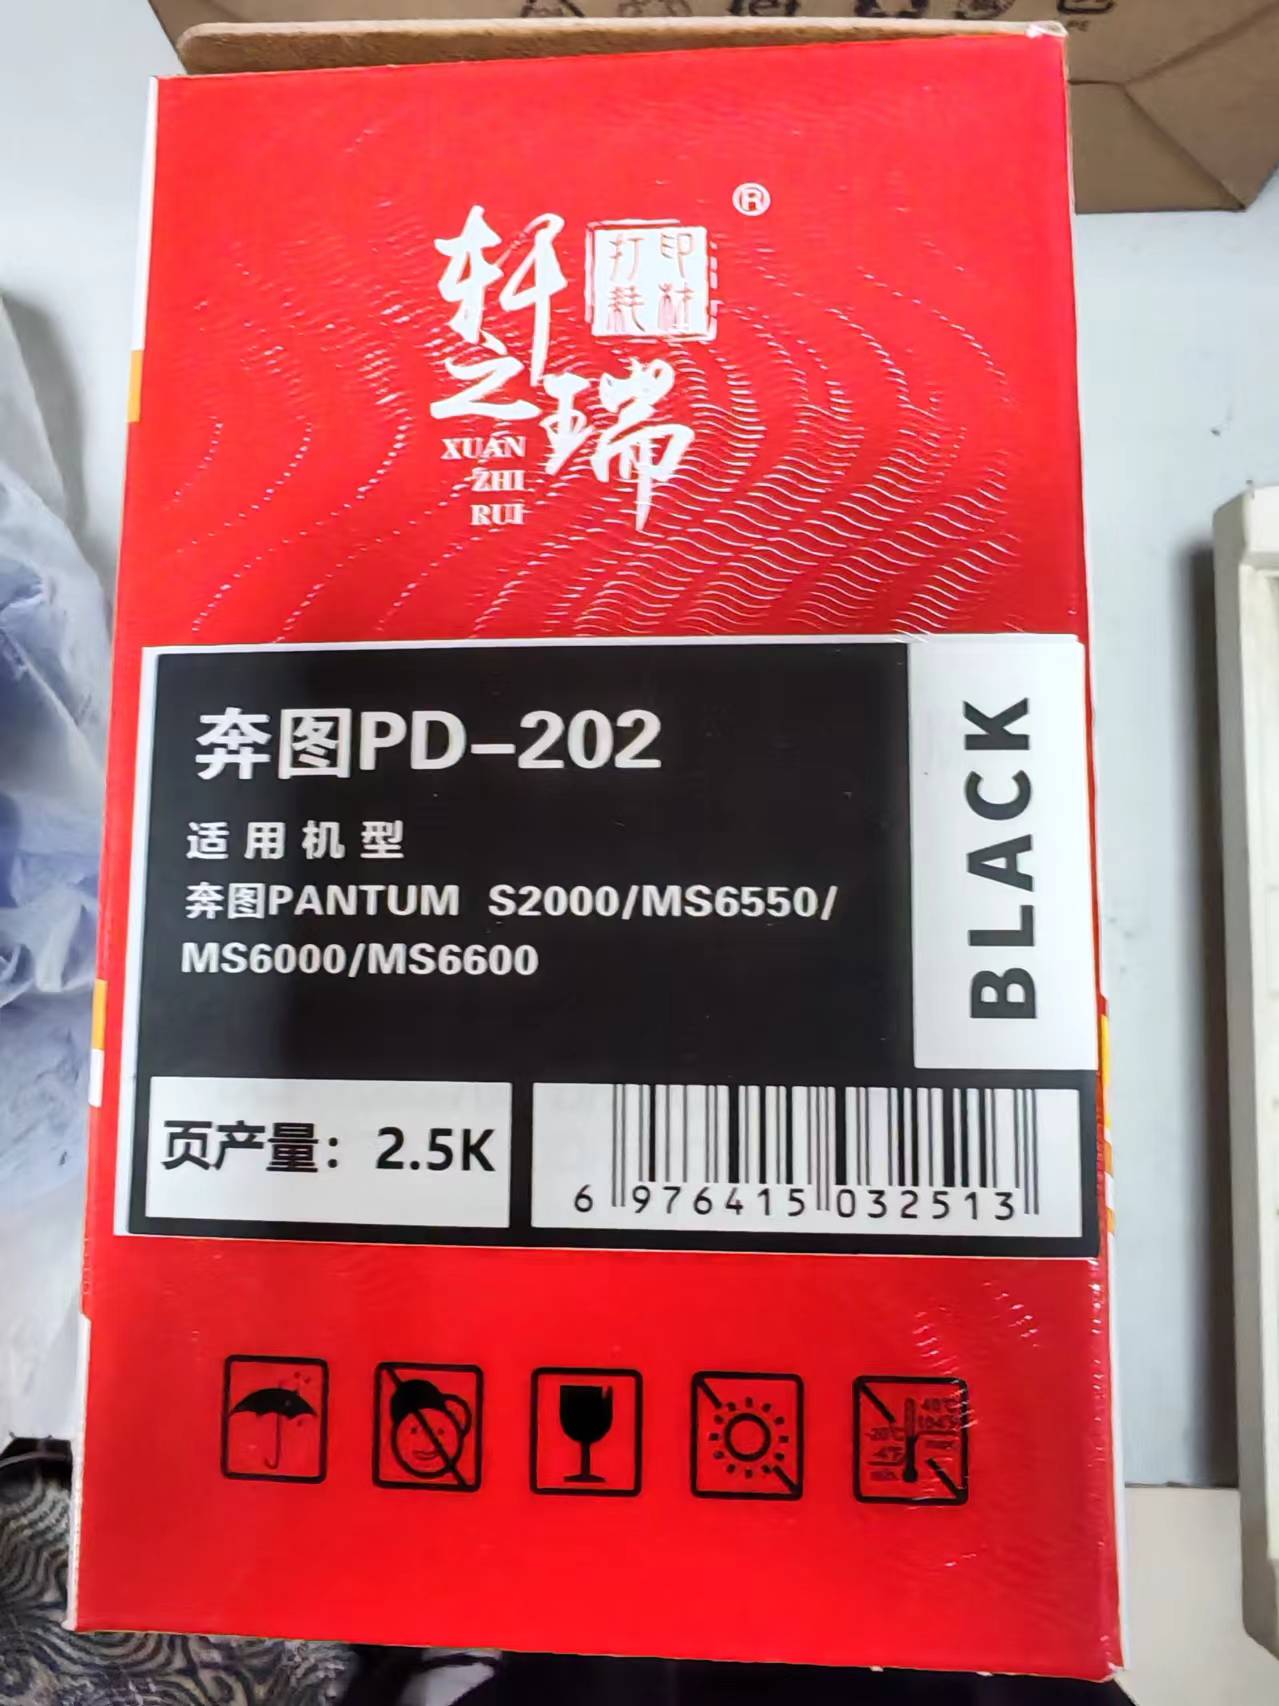 轩之瑞
打印
耗材
®
XUAN
ZHI
RUI
奔图PD-202
适用机型
奔图PANTUM S2000/MS6550/
MS6000/MS6600
BLACK
页产量：2.5K
6 976415 032513